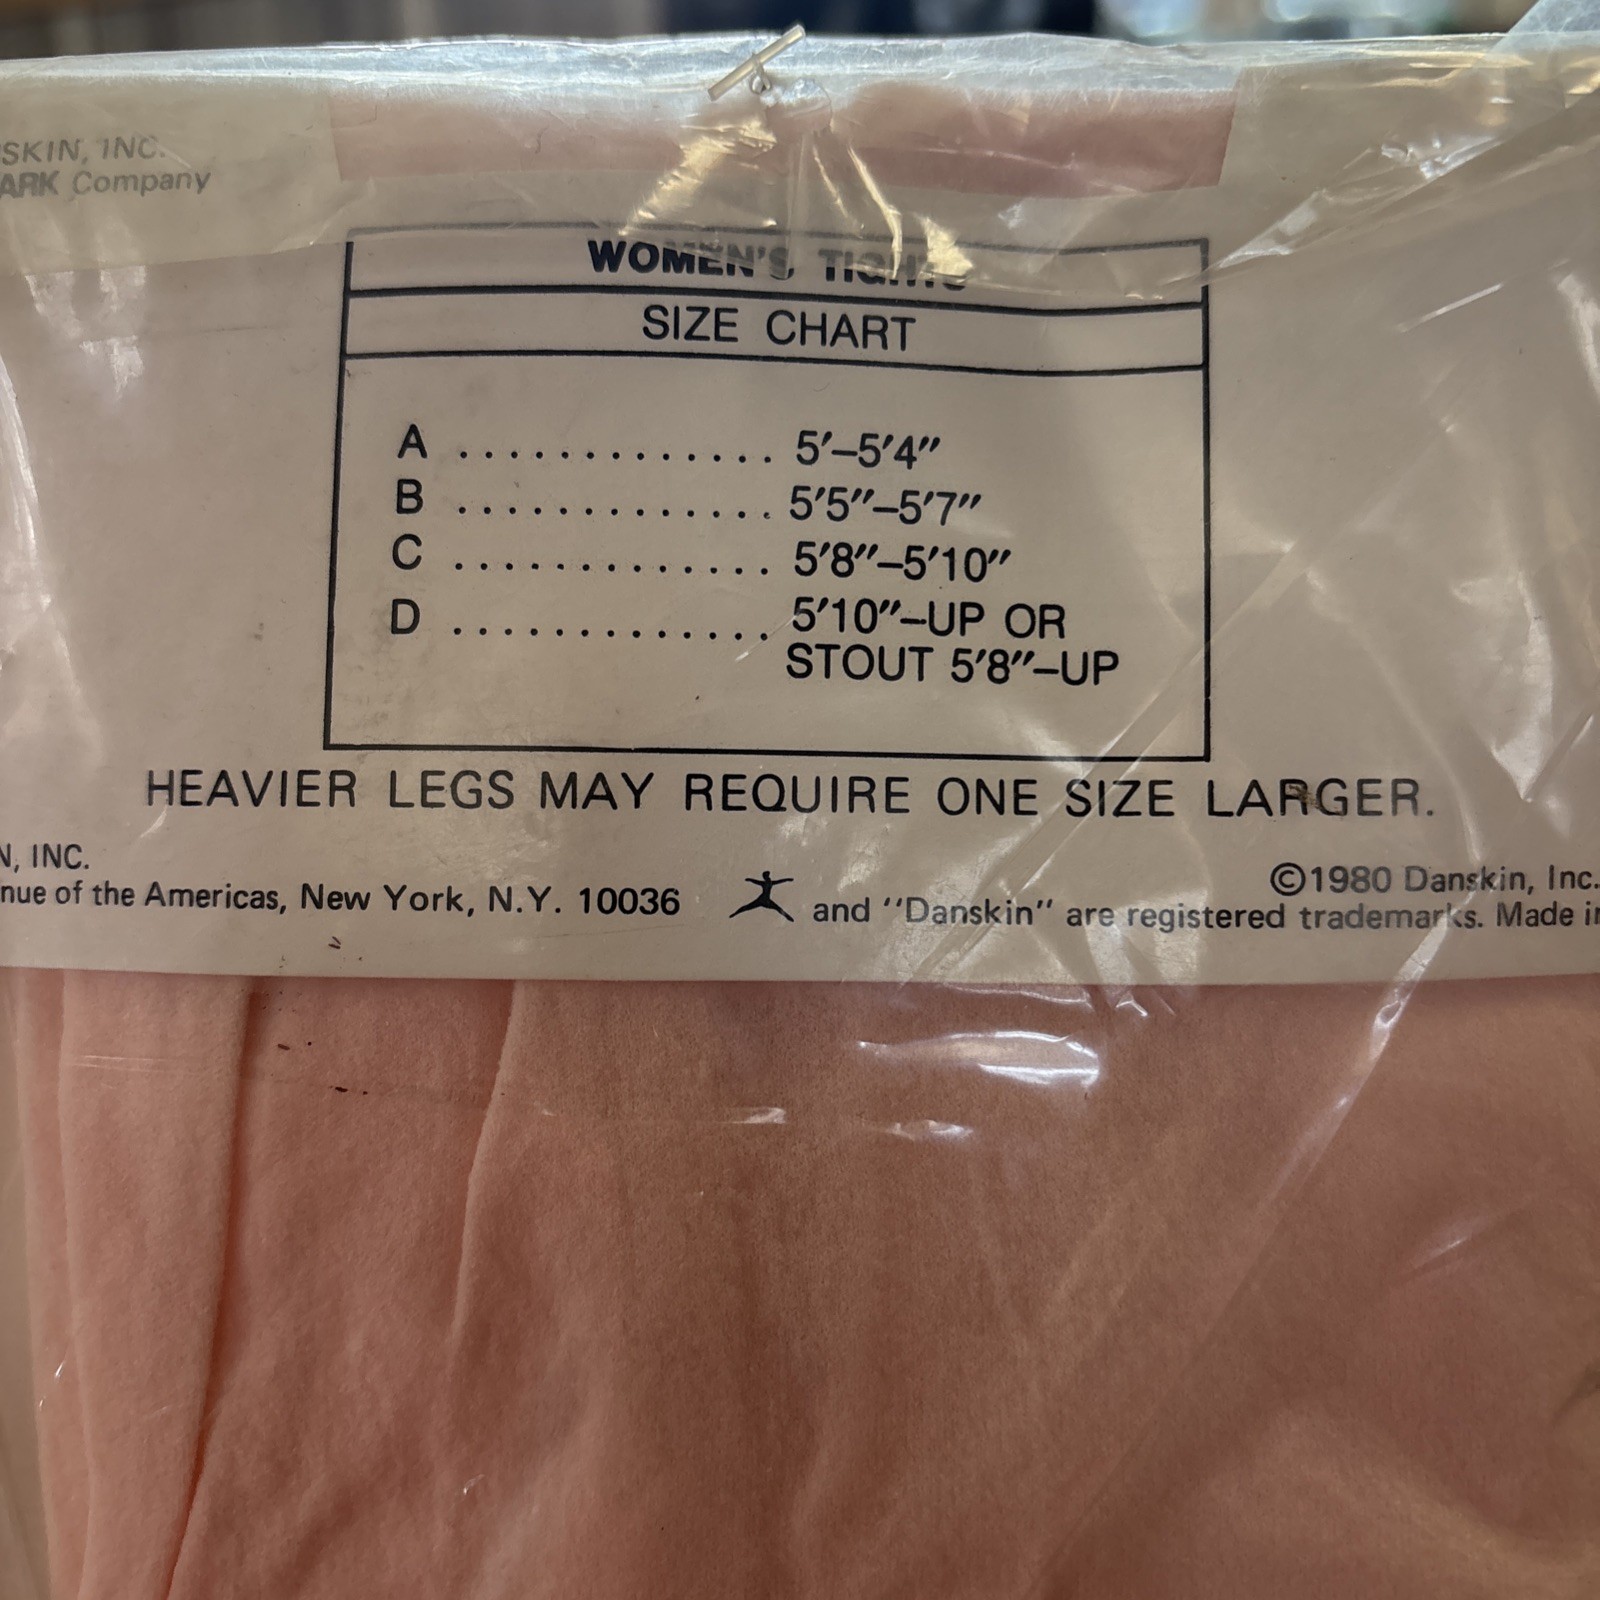 SKIN, INC.
ARK Company
WOMEN'S TIGHTS
SIZE CHART
A ............. 5'–5'4"
B ............. 5'5"–5'7"
C ............. 5'8"–5'10"
D ............. 5'10"–UP OR
STOUT 5'8"–UP
HEAVIER LEGS MAY REQUIRE ONE SIZE LARGER.
N, INC.
nue of the Americas, New York, N.Y. 10036
and "Danskin" are registered trademarks. Made in
©1980 Danskin, Inc.